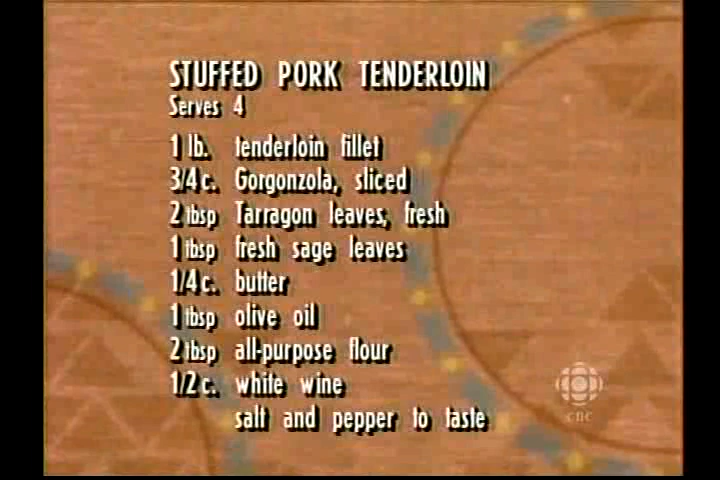 STUFFED PORK TENDERLOIN
Serves 4
1 lb. tenderloin fillet
3/4 c. Gorgonzola, sliced
2 tbsp Tarragon leaves, fresh
1 tbsp fresh sage leaves
1/4 c. butter
1 tbsp olive oil
2 tbsp all-purpose flour
1/2 c. white wine
salt and pepper to taste
CBC